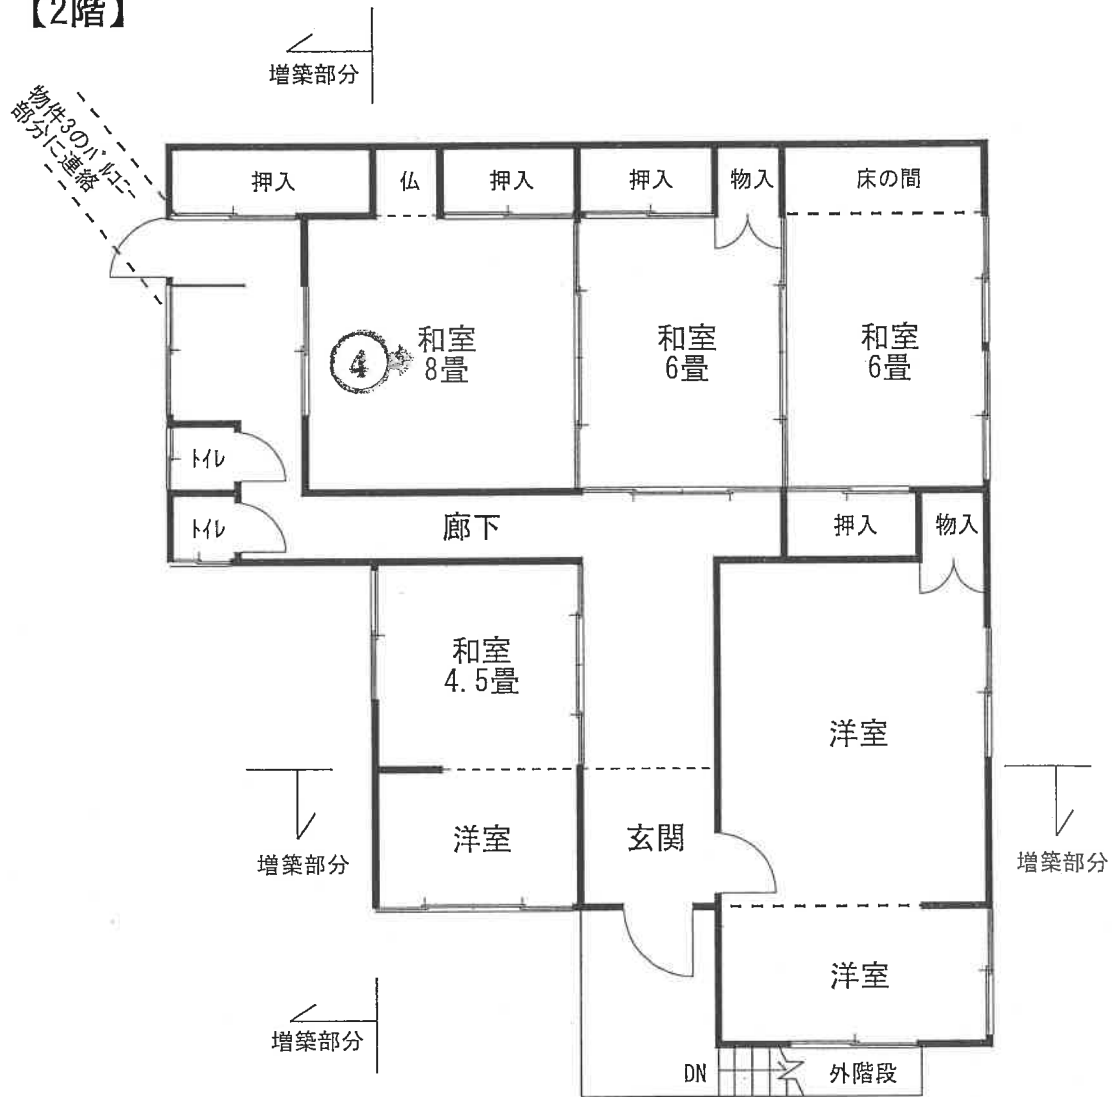 【2階】
増築部分
物件3のバルコニー
部分に連絡
押入
仏
押入
押入
物入
床の間
和室
8畳
4
和室
6畳
和室
6畳
トイレ
トイレ
廊下
押入
物入
和室
4.5畳
洋室
洋室
玄関
増築部分
増築部分
洋室
増築部分
DN
外階段